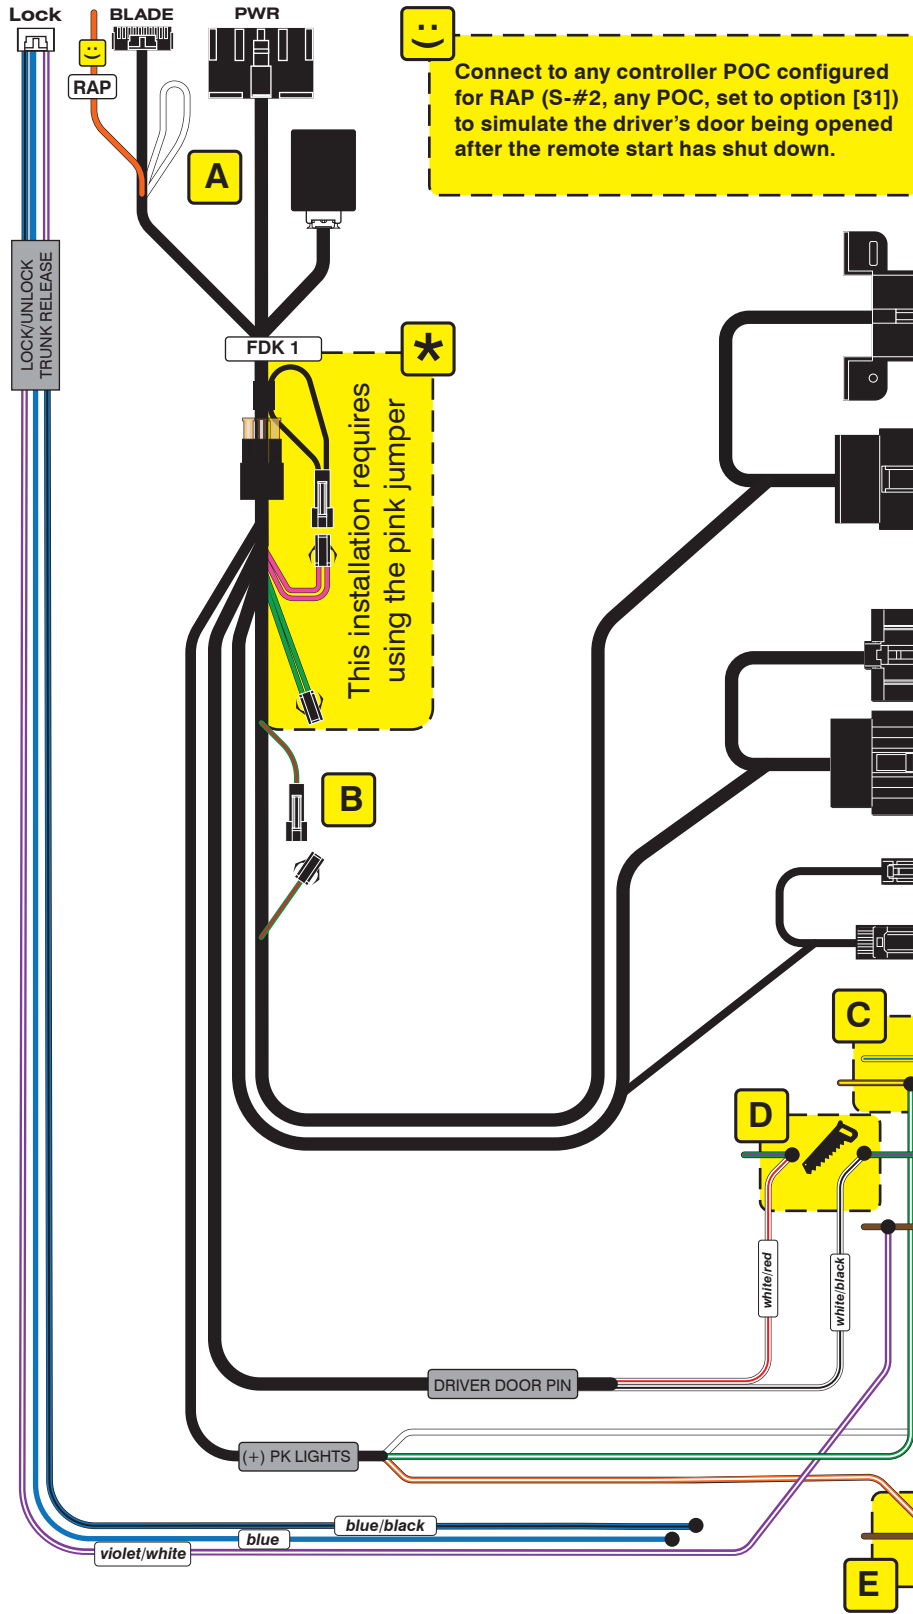 Lock
BLADE
PWR
RAP
A
Connect to any controller POC configured
for RAP (S-#2, any POC, set to option [31])
to simulate the driver's door being opened
after the remote start has shut down.
LOCK/UNLOCK
TRUNK RELEASE
FDK 1
*
This installation requires
using the pink jumper
B
C
D
white/red
white/black
DRIVER DOOR PIN
(+) PK LIGHTS
blue/black
blue
violet/white
E